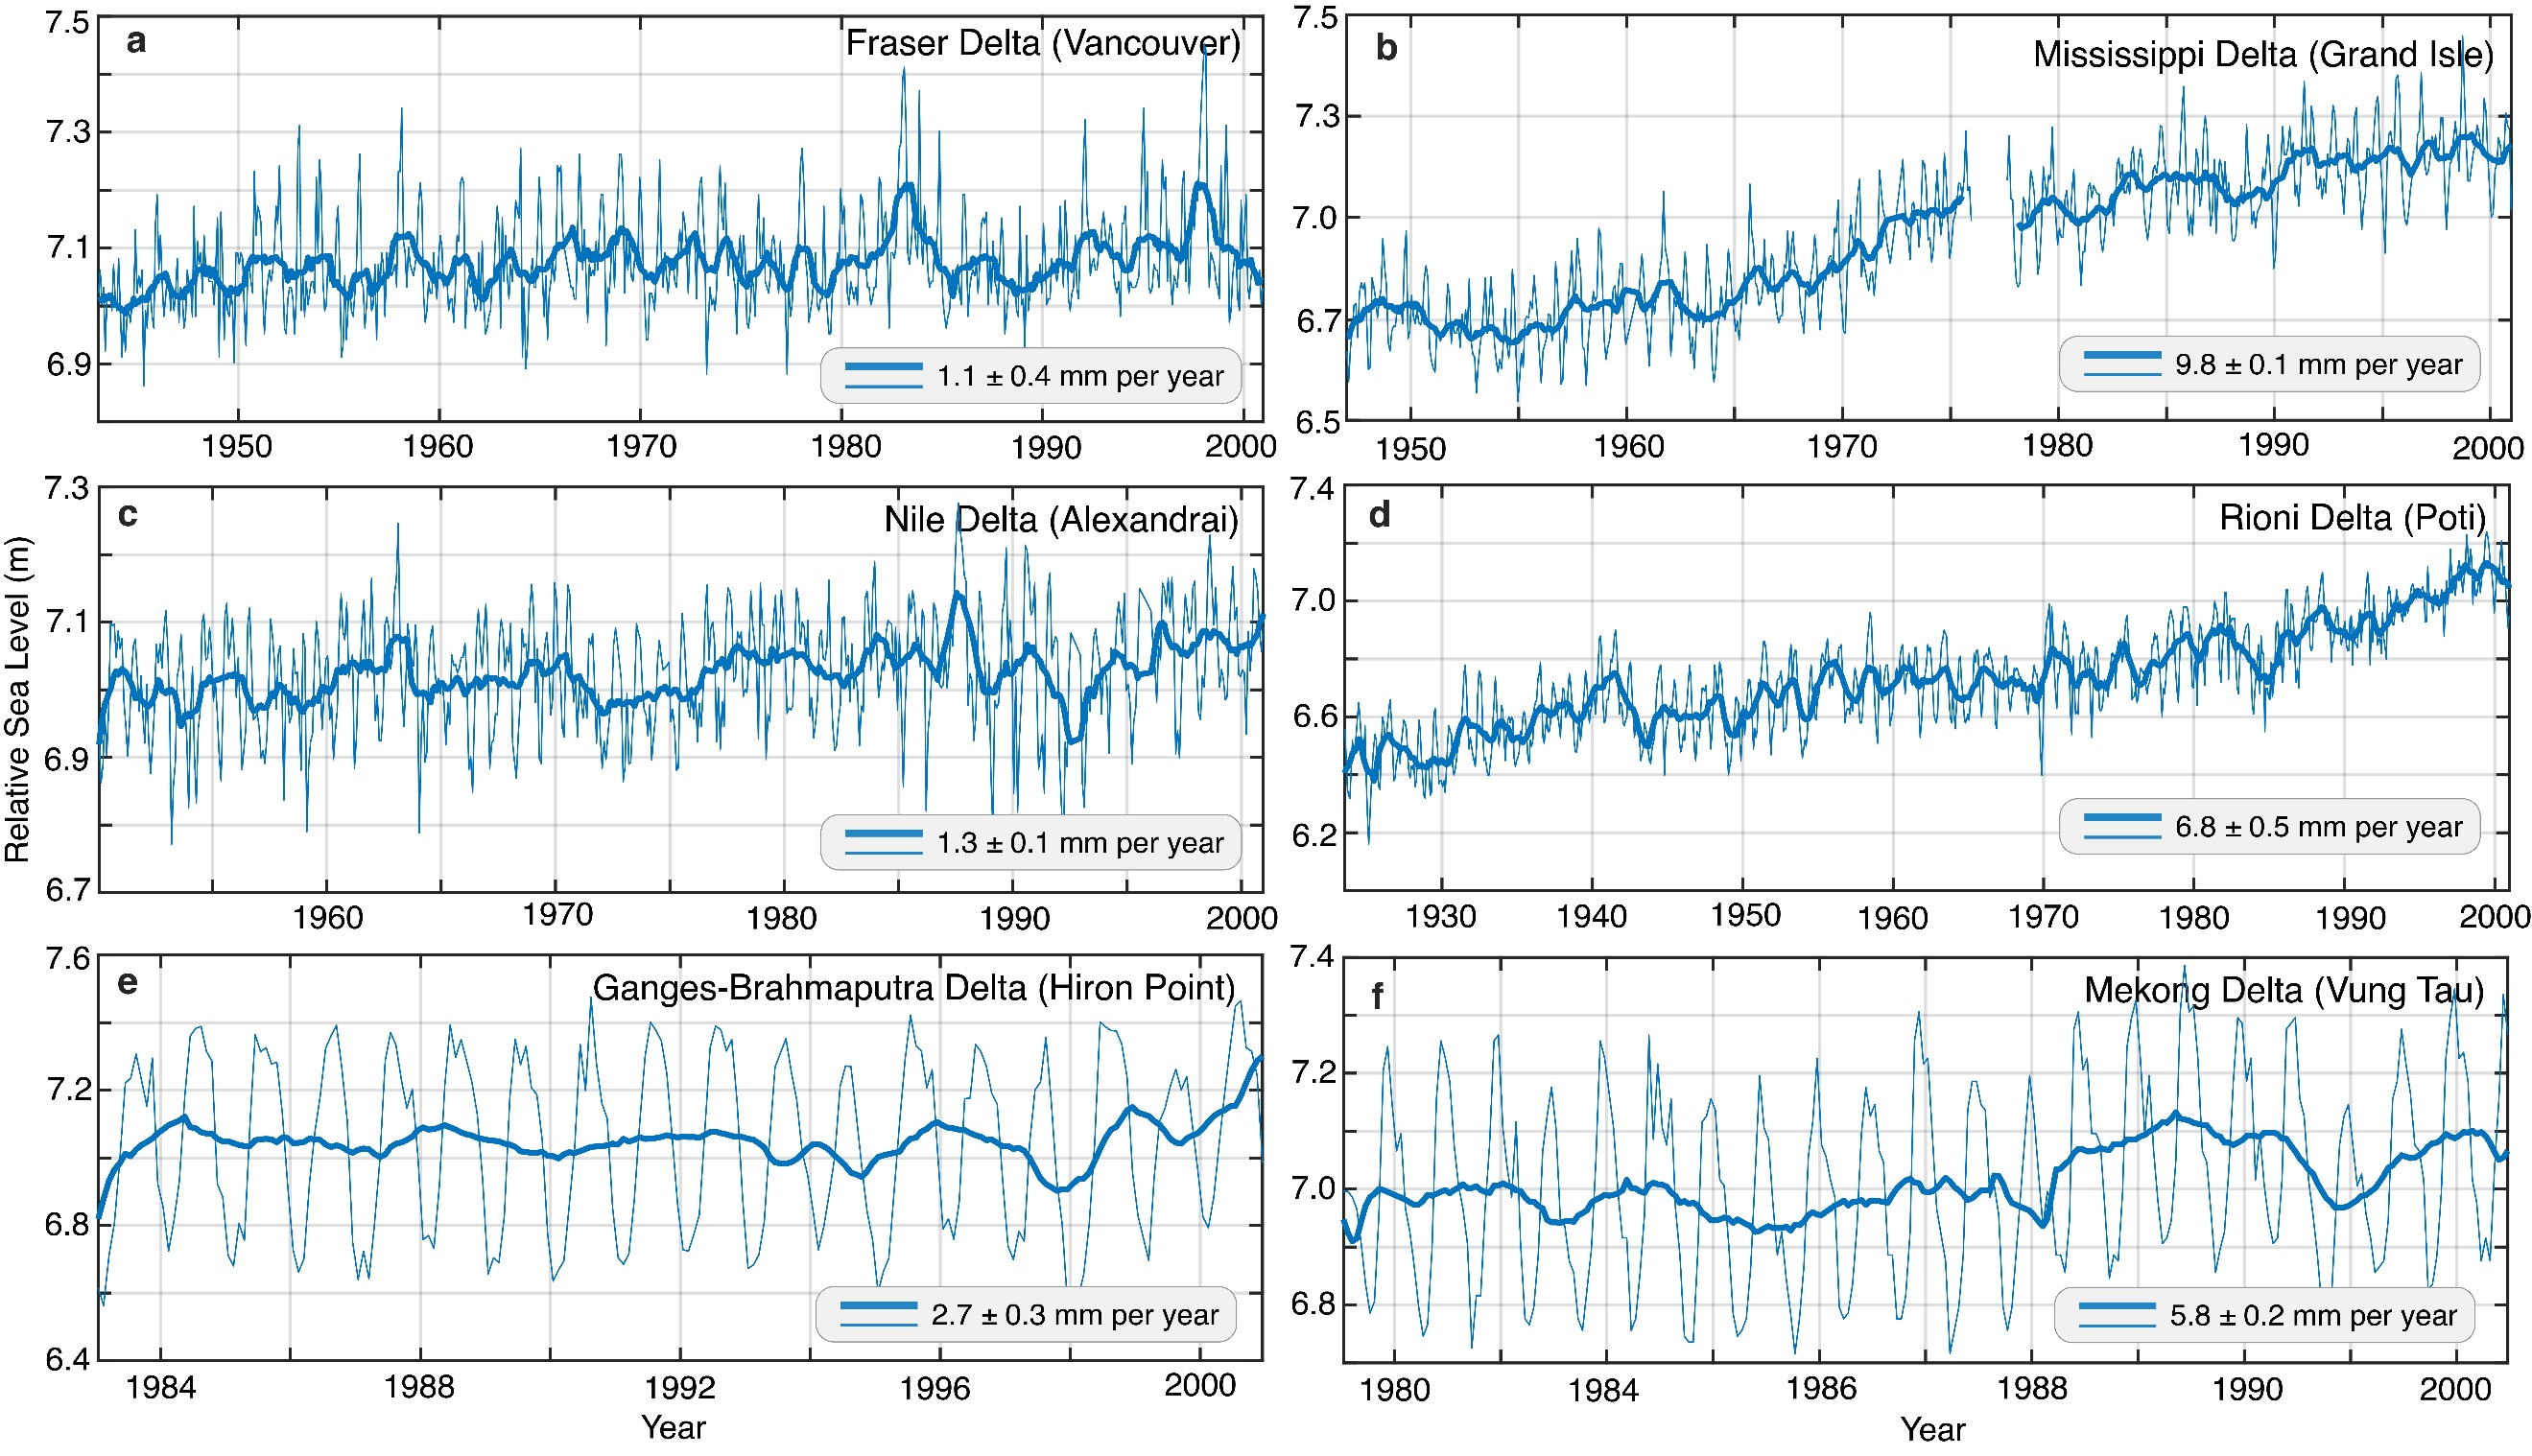 a
Fraser Delta (Vancouver)
7.5
7.3
7.1
6.9
1.1 ± 0.4 mm per year
1950 1960 1970 1980 1990 2000
b
Mississippi Delta (Grand Isle)
7.5
7.3
7.0
6.7
6.5
9.8 ± 0.1 mm per year
1950 1960 1970 1980 1990 2000
Relative Sea Level (m)
c
Nile Delta (Alexandrai)
7.3
7.1
6.9
6.7
1.3 ± 0.1 mm per year
1960 1970 1980 1990 2000
d
Rioni Delta (Poti)
7.4
7.0
6.6
6.2
6.8 ± 0.5 mm per year
1930 1940 1950 1960 1970 1980 1990 2000
e
Ganges-Brahmaputra Delta (Hiron Point)
7.6
7.2
6.8
6.4
2.7 ± 0.3 mm per year
1984 1988 1992 1996 2000
Year
f
Mekong Delta (Vung Tau)
7.4
7.2
7.0
6.8
5.8 ± 0.2 mm per year
1980 1984 1986 1988 1990 2000
Year